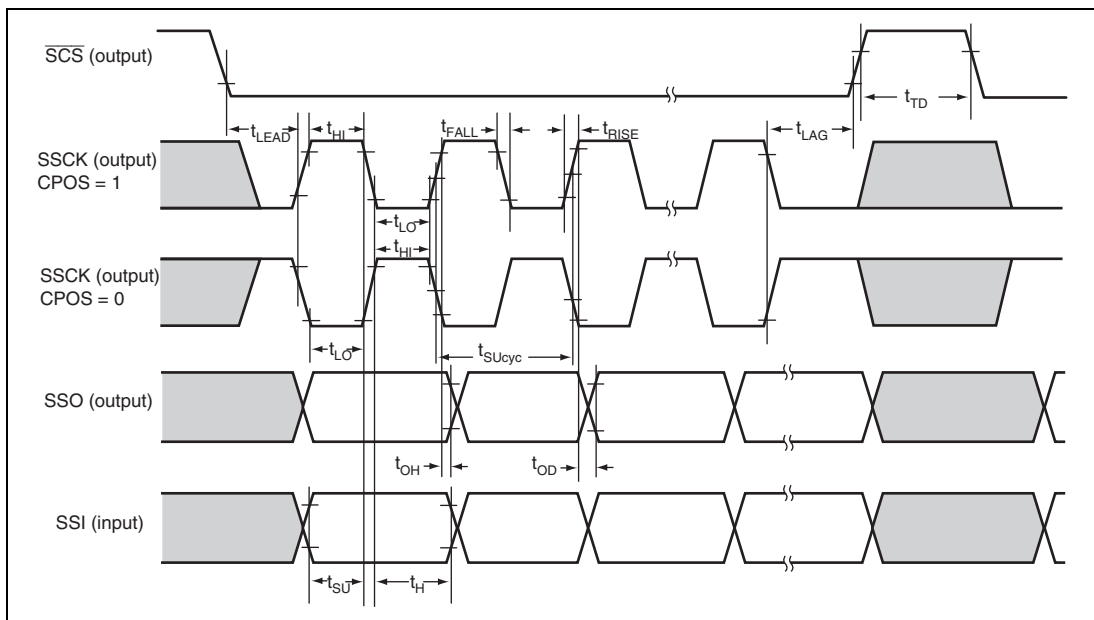 SCS (output)
tTD
tLEAD
tHI
tFALL
tRISE
tLAG
SSCK (output)
CPOS = 1
tLO
tHI
SSCK (output)
CPOS = 0
tLO
tSUcyc
SSO (output)
tOH
tOD
SSI (input)
tSU
tH